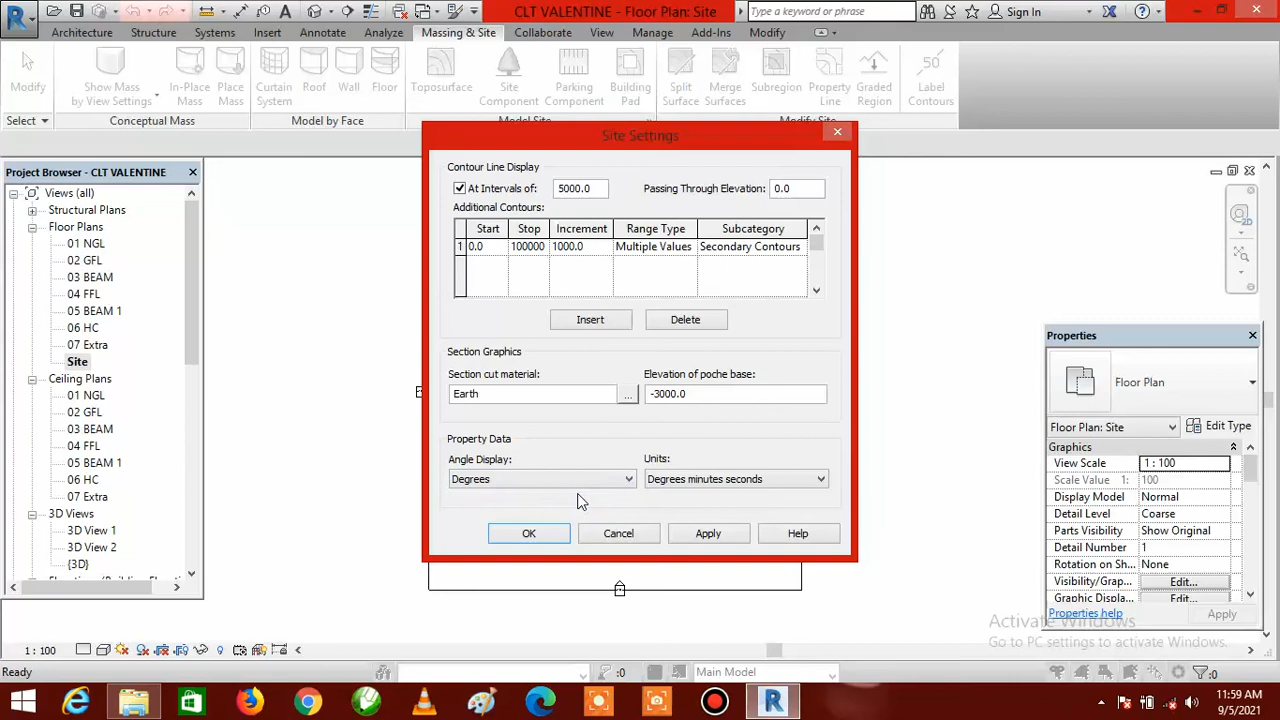 CLT VALENTINE - Floor Plan: Site
Type a keyword or phrase
Sign In
Architecture Structure Systems Insert Annotate Analyze Massing & Site Collaborate View Manage Add-Ins Modify
Modify
Show Mass by View Settings
In-Place Mass
Place Mass
Curtain System
Roof
Wall
Floor
Toposurface
Site Component
Parking Component
Building Pad
Split Surface
Merge Surfaces
Subregion
Property Line
Graded Region
50
Label Contours
Select
Conceptual Mass
Model by Face
Model Site
Modify Site
Project Browser - CLT VALENTINE
Views (all)
Structural Plans
Floor Plans
01 NGL
02 GFL
03 BEAM
04 FFL
05 BEAM 1
06 HC
07 Extra
Site
Ceiling Plans
01 NGL
02 GFL
03 BEAM
04 FFL
05 BEAM 1
06 HC
07 Extra
3D Views
3D View 1
3D View 2
{3D}
Site Settings
Contour Line Display
At Intervals of: 5000.0 Passing Through Elevation: 0.0
Additional Contours:
Start Stop Increment Range Type Subcategory
1 0.0 100000 1000.0 Multiple Values Secondary Contours
Insert Delete
Section Graphics
Section cut material: Elevation of poche base:
Earth ... -3000.0
Property Data
Angle Display: Units:
Degrees Degrees minutes seconds
OK Cancel Apply Help
Properties
Floor Plan
Floor Plan: Site Edit Type
Graphics
View Scale 1 : 100
Scale Value 1: 100
Display Model Normal
Detail Level Coarse
Parts Visibility Show Original
Detail Number 1
Rotation on Sh... None
Visibility/Grap... Edit...
Graphic Displa... Edit...
Properties help Apply
Activate Windows
Go to PC settings to activate Windows.
1 : 100
Ready
:0
Main Model
:0
11:59 AM
9/5/2021